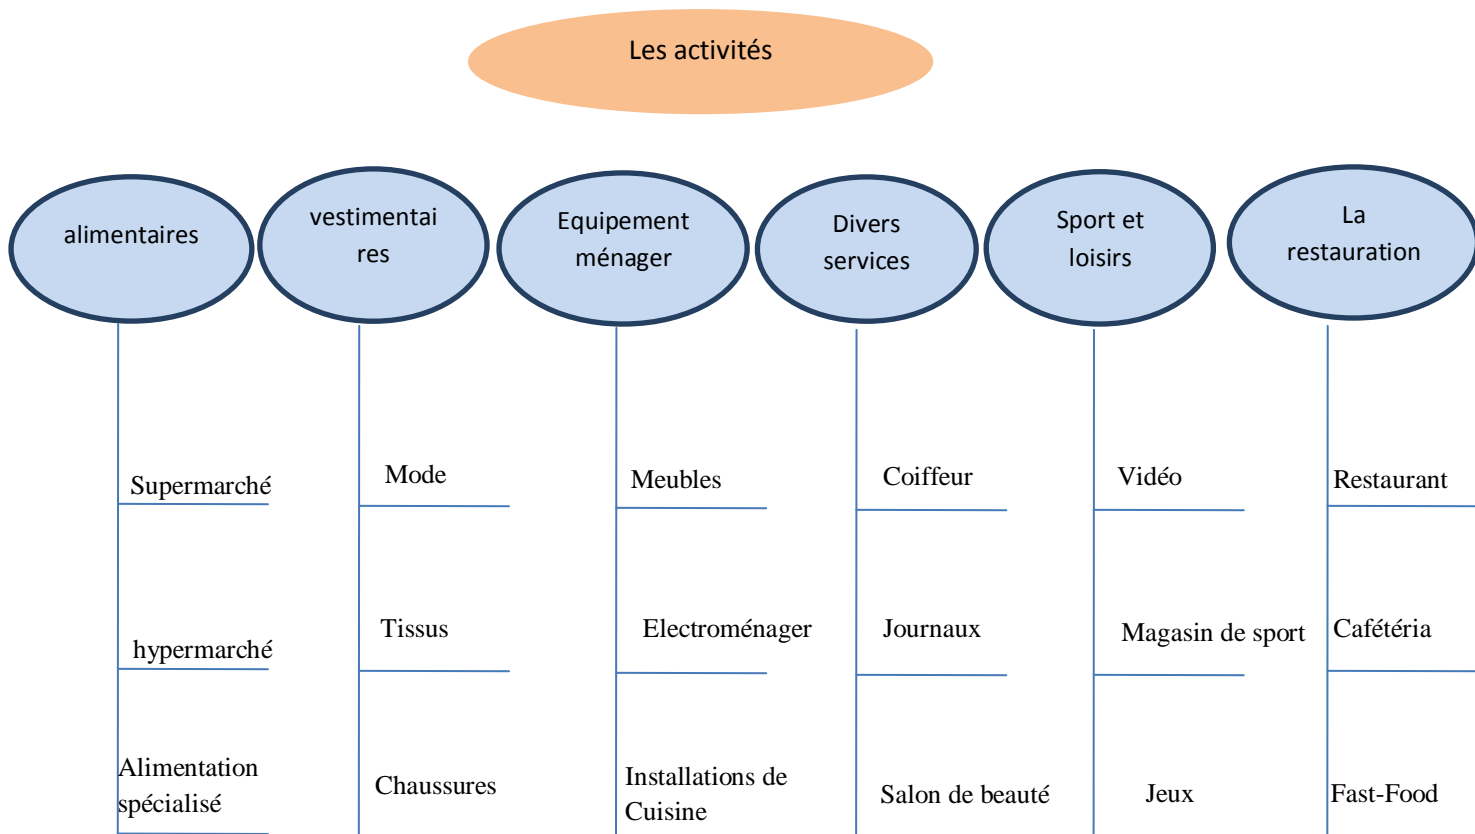 Les activités
alimentaires
vestimentai
res
Equipement
ménager
Divers
services
Sport et
loisirs
La
restauration
Supermarché
Mode
Meubles
Coiffeur
Vidéo
Restaurant
hypermarché
Tissus
Electroménager
Journaux
Magasin de sport
Cafétéria
Alimentation
spécialisé
Chaussures
Installations de
Cuisine
Salon de beauté
Jeux
Fast-Food